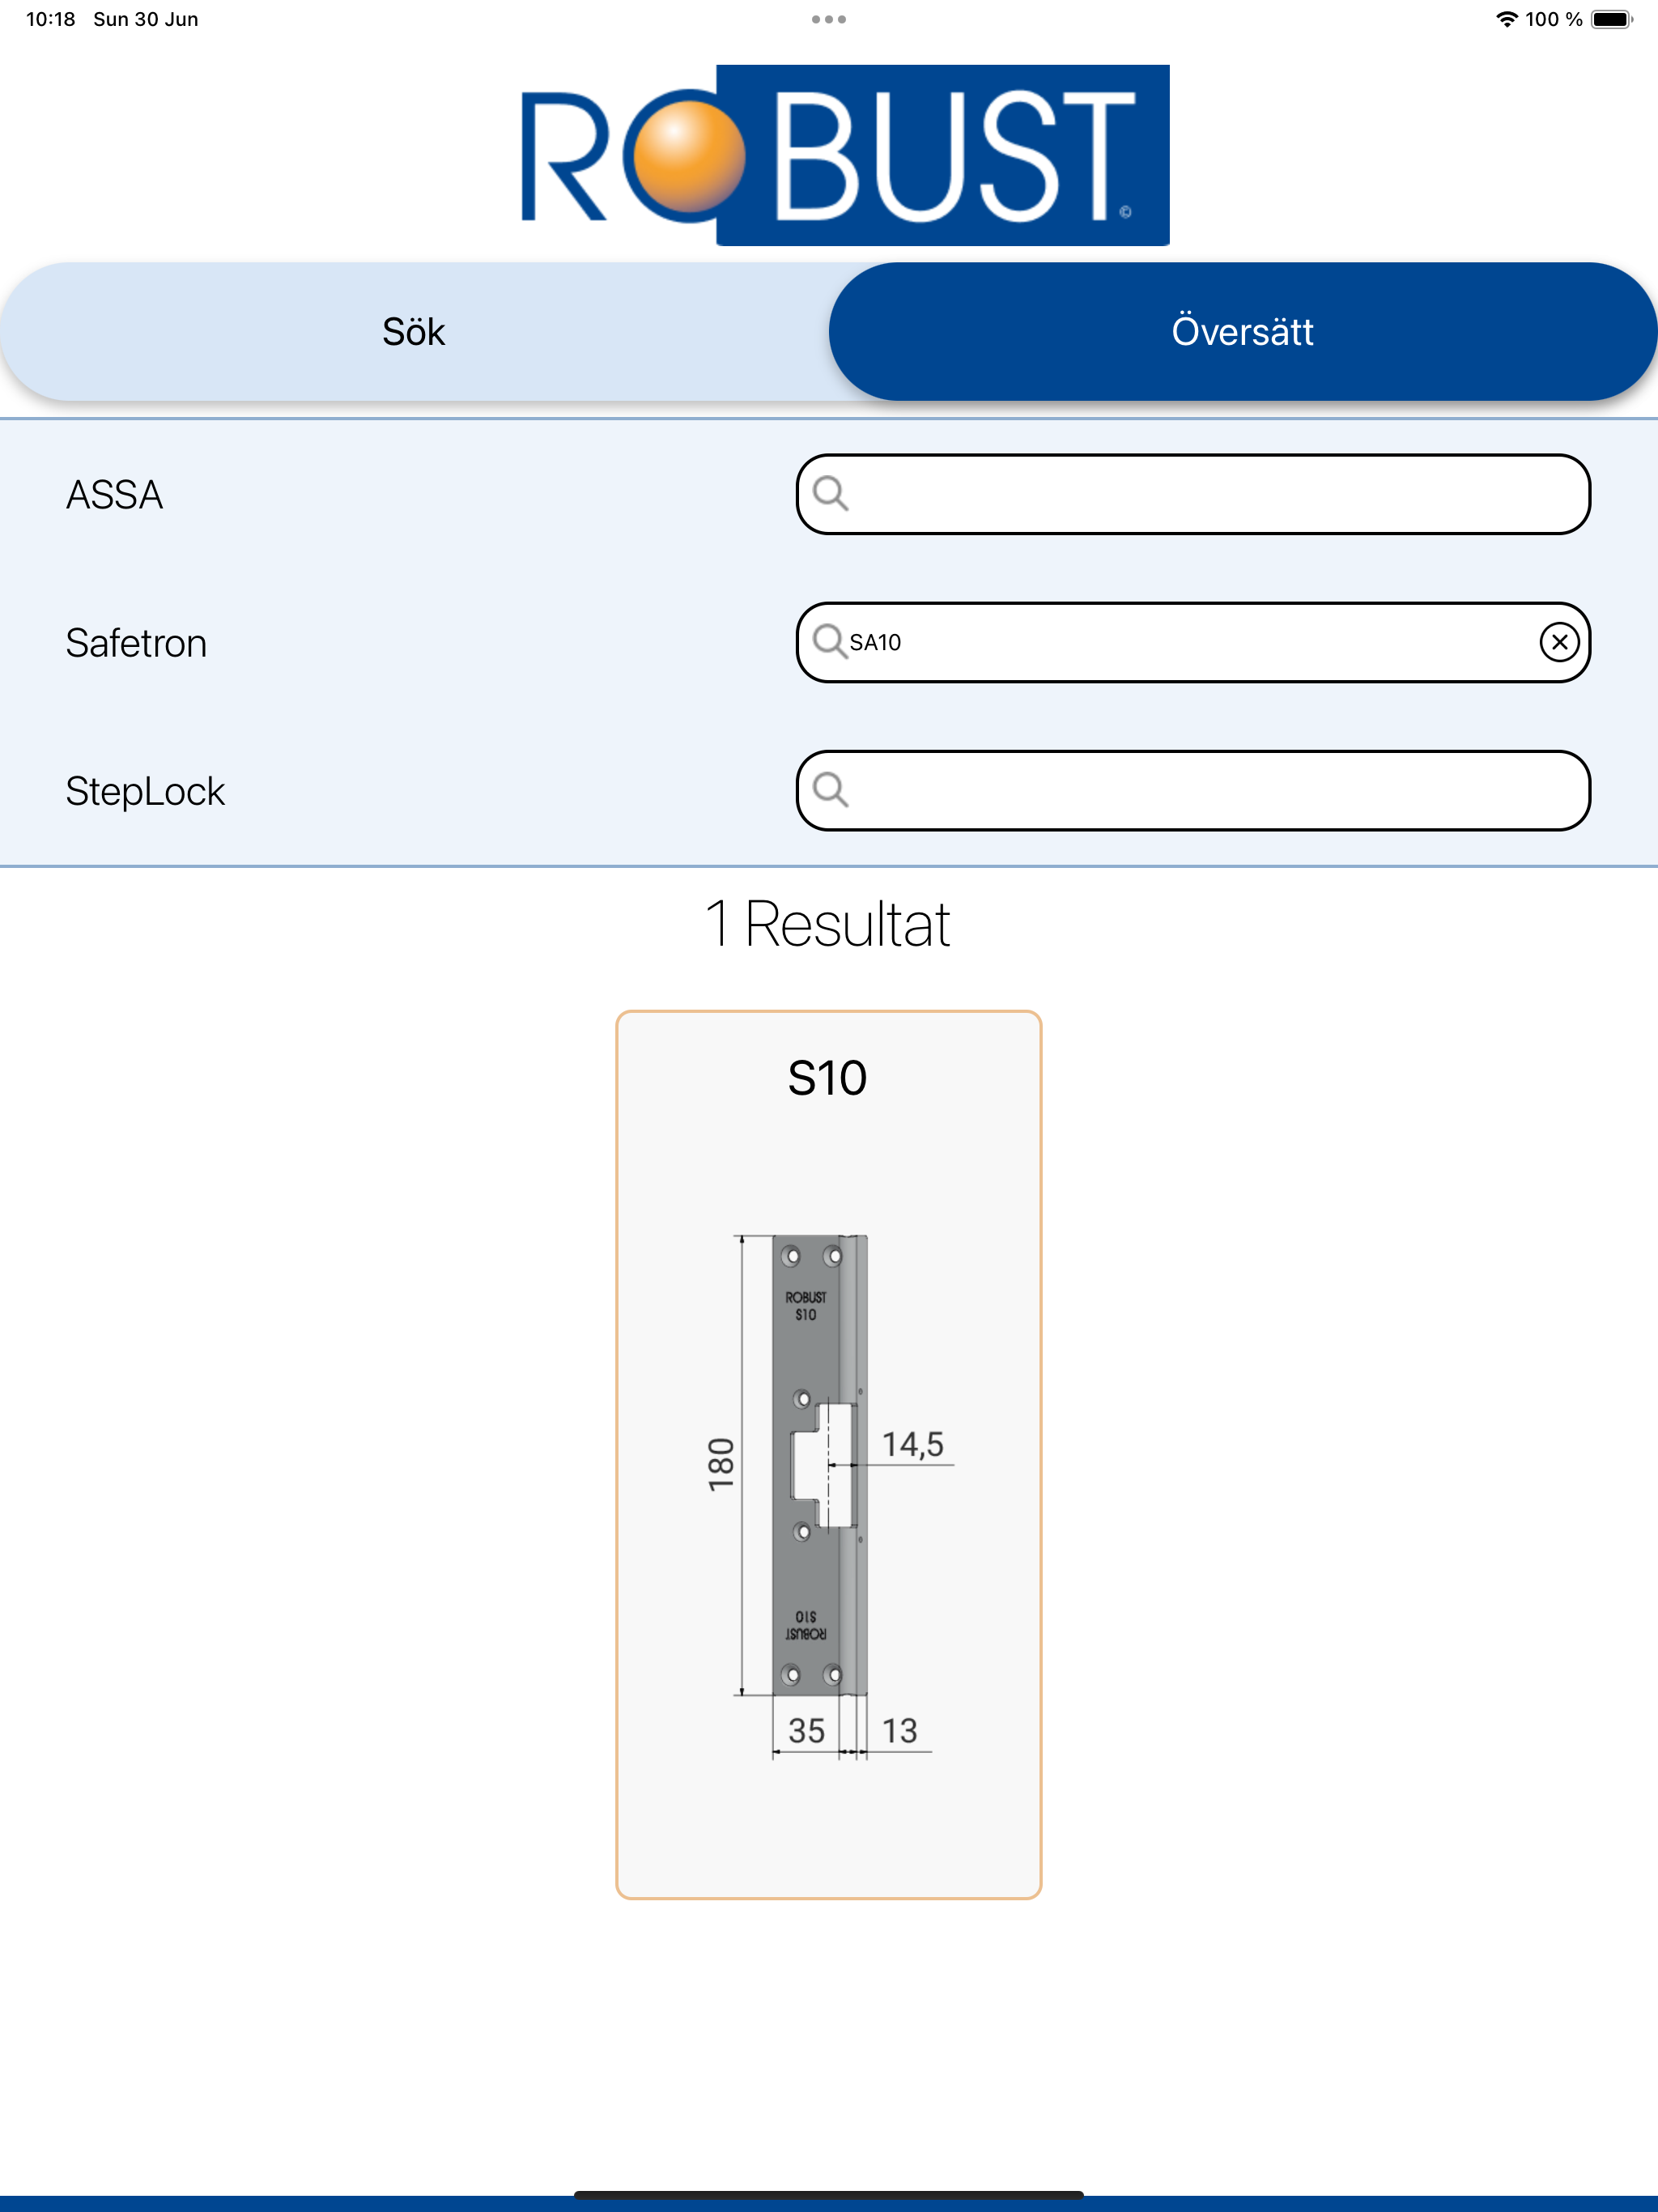 10:18 Sun 30 Jun
100 %
ROBUST©
Sök
Översätt
ASSA
Safetron
SA10
StepLock
1 Resultat
S10
ROBUST
S10
14,5
180
S10
ROBUST
35
13